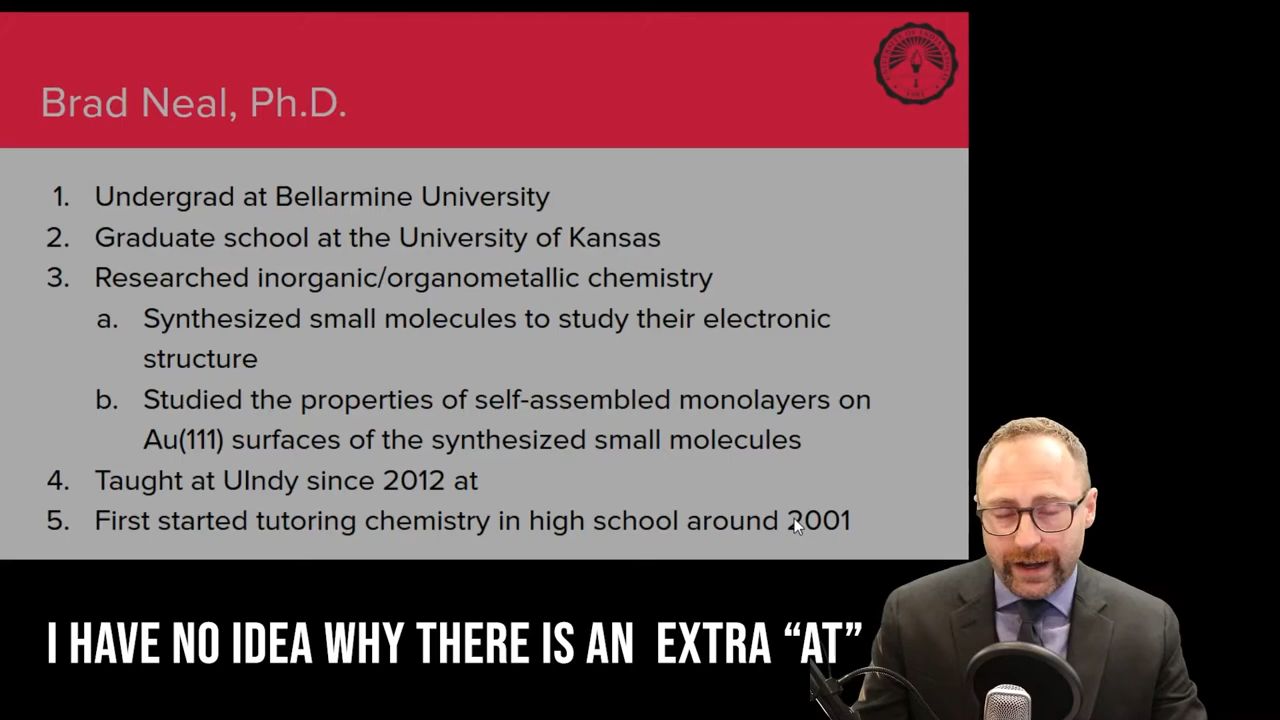 Brad Neal, Ph.D.
1. Undergrad at Bellarmine University
2. Graduate school at the University of Kansas
3. Researched inorganic/organometallic chemistry
a. Synthesized small molecules to study their electronic
structure
b. Studied the properties of self-assembled monolayers on
Au(111) surfaces of the synthesized small molecules
4. Taught at UIndy since 2012 at
5. First started tutoring chemistry in high school around 2001
I HAVE NO IDEA WHY THERE IS AN EXTRA “AT”